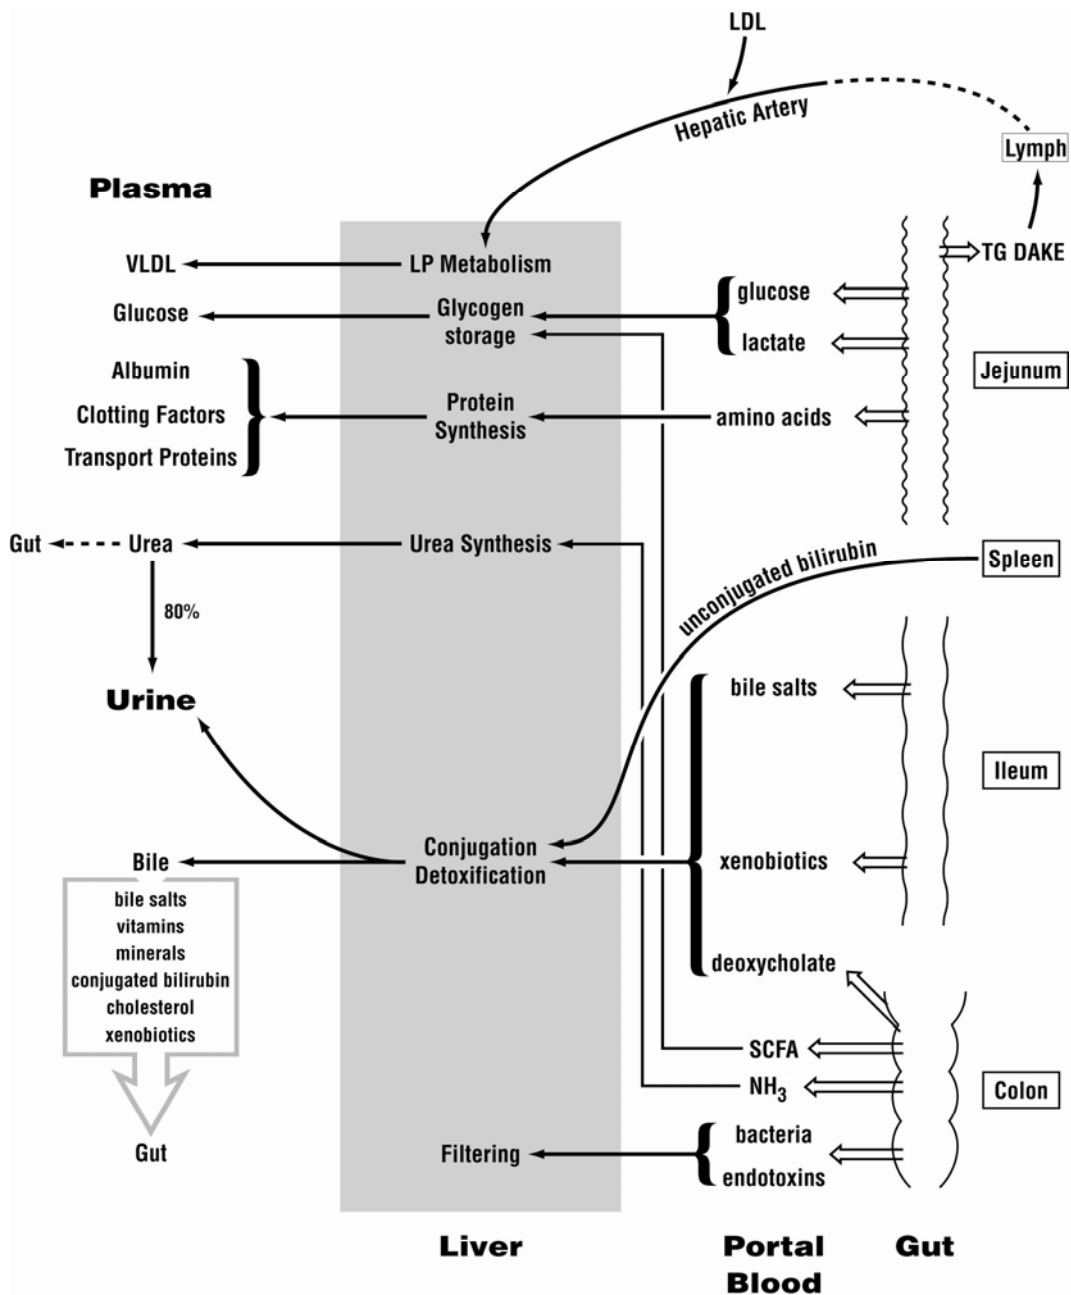 LDL
Hepatic Artery
Lymph
Plasma
VLDL
LP Metabolism
TG DAKE
Glucose
Glycogen
storage
glucose
lactate
Jejunum
Albumin
Clotting Factors
Transport Proteins
Protein
Synthesis
amino acids
Gut
Urea
Urea Synthesis
unconjugated bilirubin
Spleen
80%
Urine
bile salts
Ileum
Bile
Conjugation
Detoxification
xenobiotics
bile salts
vitamins
minerals
conjugated bilirubin
cholesterol
xenobiotics
deoxycholate
SCFA
NH3
Colon
Gut
Filtering
bacteria
endotoxins
Liver
Portal
Blood
Gut